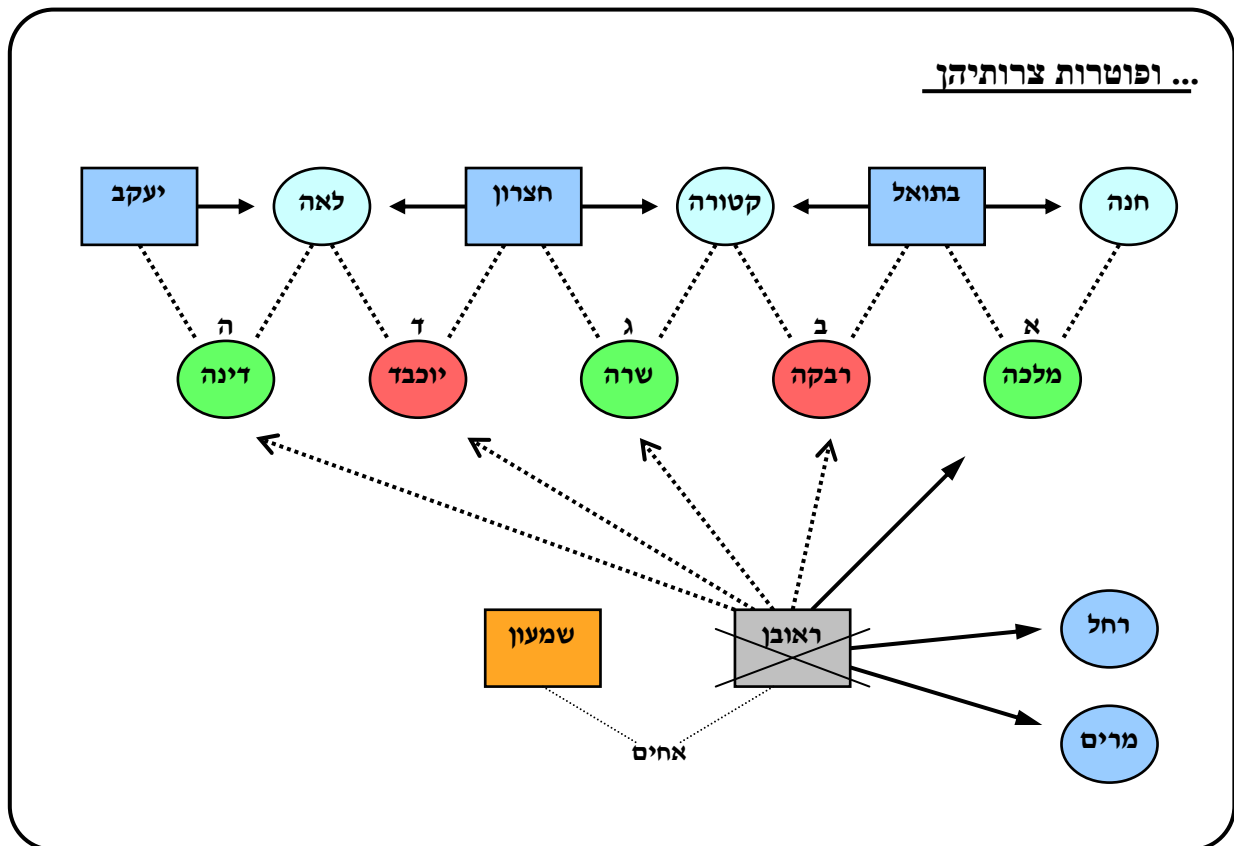 ... ופוטרות צרותיהן
חנה
בתואל
קטורה
חצרון
לאה
יעקב
א
ב
ג
ד
ה
מלכה
רבקה
שרה
יוכבד
דינה
רחל
ראובן
שמעון
מרים
אחים